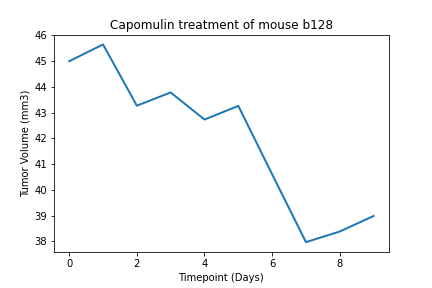 Capomulin treatment of mouse b128
46
45
44
43
42
41
40
39
38
Tumor Volume (mm3)
0 2 4 6 8
Timepoint (Days)